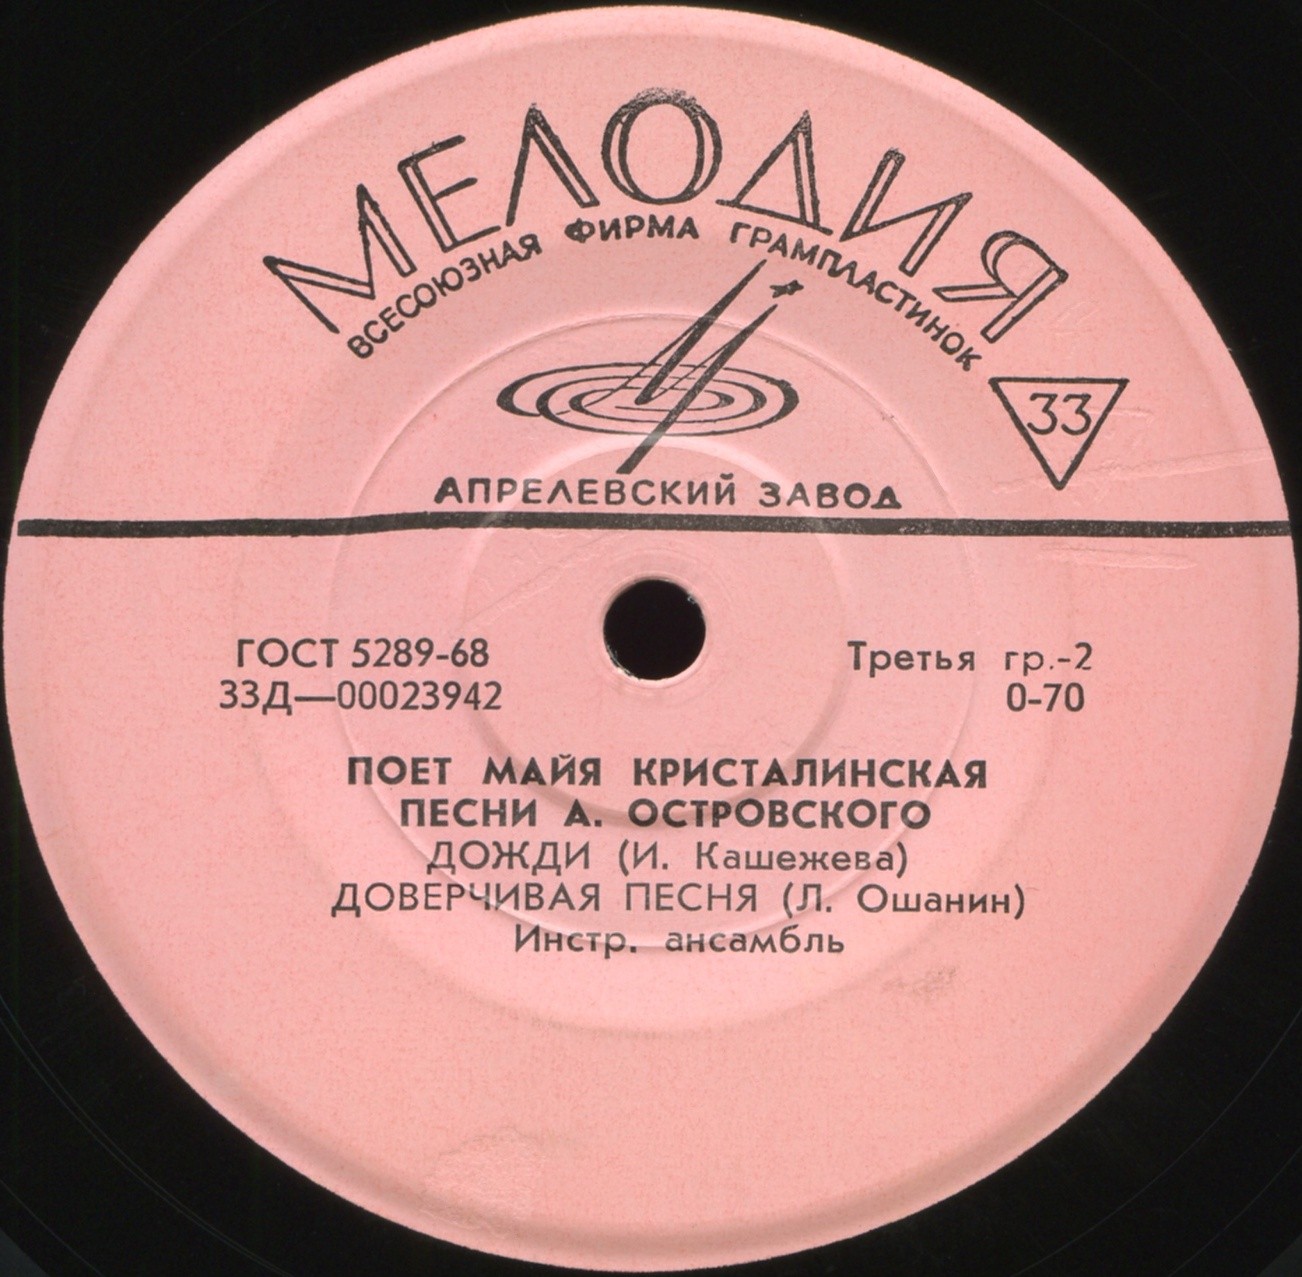 МЕЛОДИЯ
ВСЕСОЮЗНАЯ ФИРМА ГРАМПЛАСТИНОК
33
АПРЕЛЕВСКИЙ ЗАВОД
ГОСТ 5289-68
33Д—00023942
Третья гр.-2
0-70
ПОЕТ МАЙЯ КРИСТАЛИНСКАЯ
ПЕСНИ А. ОСТРОВСКОГО
ДОЖДИ (И. Кашежева)
ДОВЕРЧИВАЯ ПЕСНЯ (Л. Ошанин)
Инстр. ансамбль